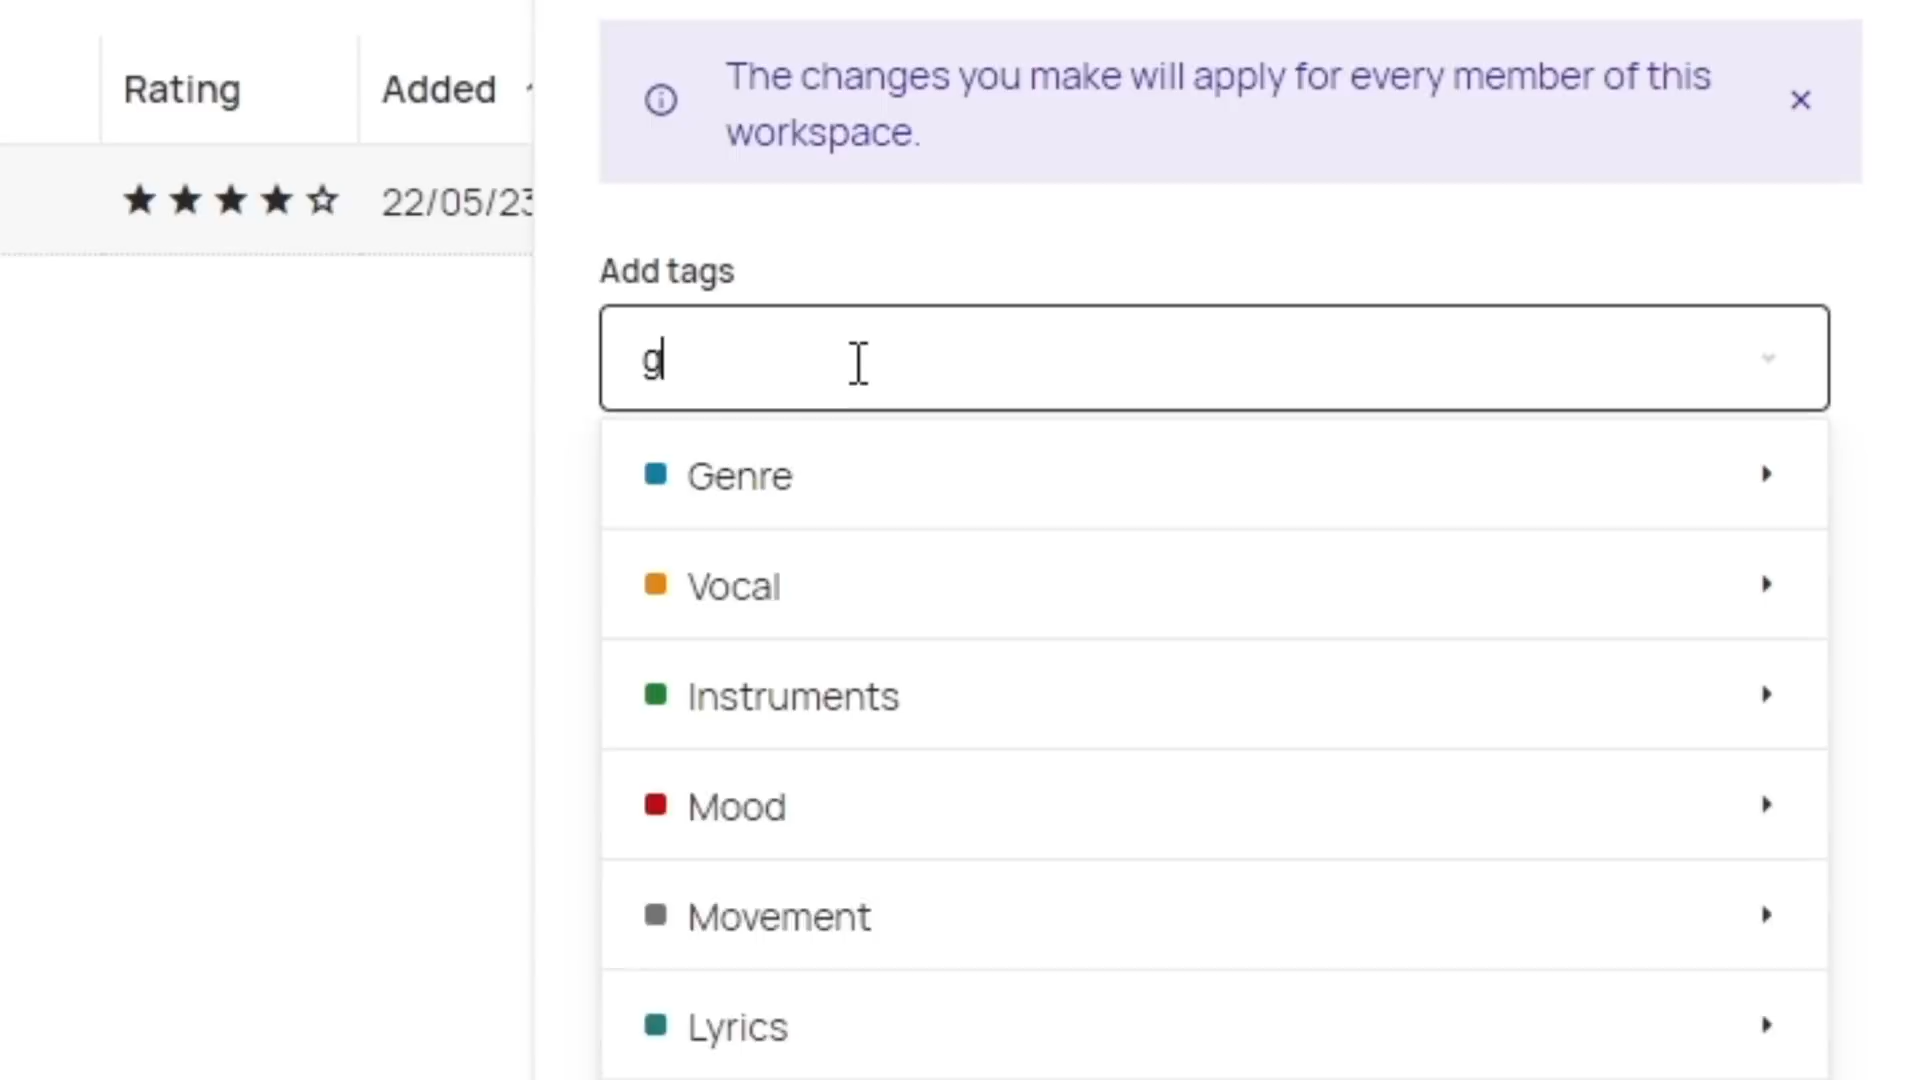 Rating
Added
22/05/23
The changes you make will apply for every member of this
workspace.
Add tags
g
Genre
Vocal
Instruments
Mood
Movement
Lyrics